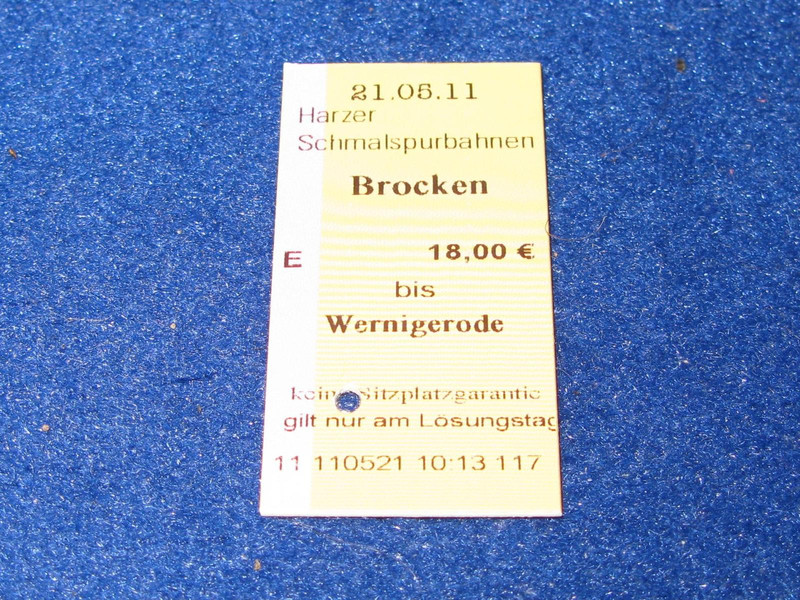 21.05.11
Harzer
Schmalspurbahnen
Brocken
E 18,00 €
bis
Wernigerode
keine Sitzplatzgarantie
gilt nur am Lösungstag
11 110521 10:13 117